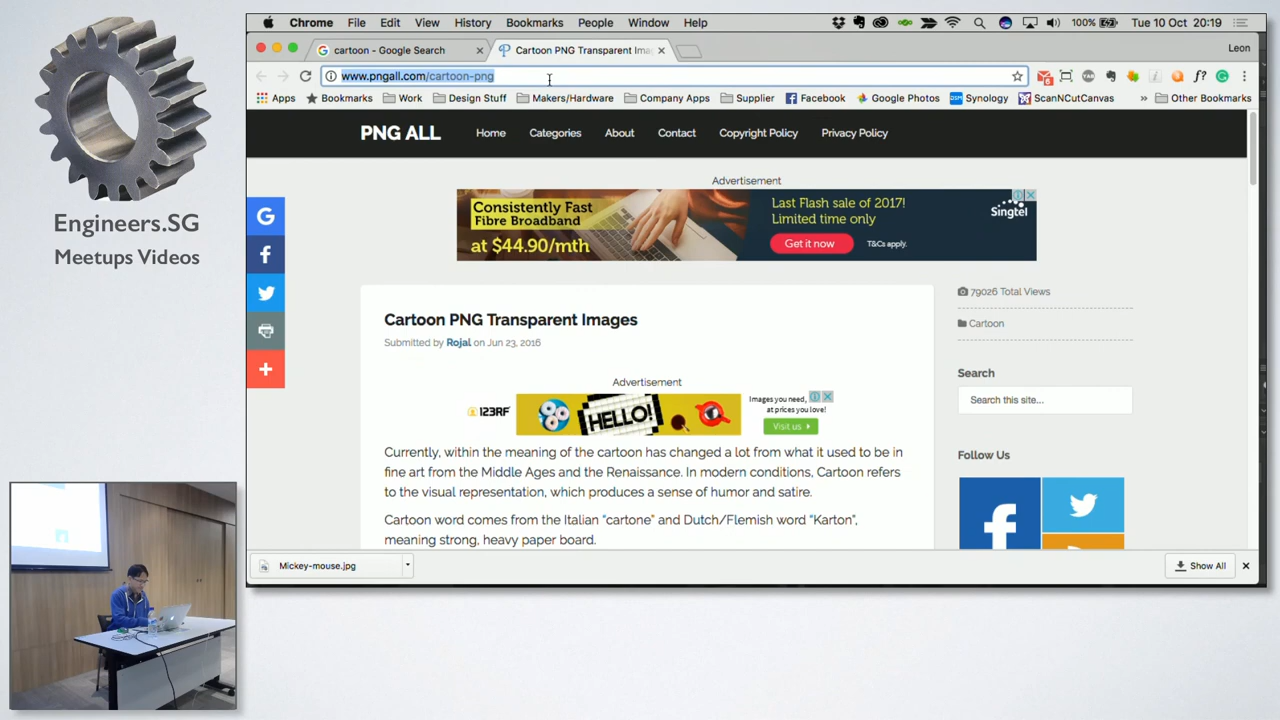 Chrome File Edit View History Bookmarks People Window Help 100% Tue 10 Oct 20:19
cartoon - Google Search
Cartoon PNG Transparent Ima
Leon
www.pngall.com/cartoon-png
Apps Bookmarks Work Design Stuff Makers/Hardware Company Apps Supplier Facebook Google Photos DSM Synology ScanNCutCanvas » Other Bookmarks
PNG ALL Home Categories About Contact Copyright Policy Privacy Policy
Engineers.SG
Meetups Videos
Advertisement
Consistently Fast
Fibre Broadband
at $44.90/mth
Last Flash sale of 2017!
Limited time only
Get it now
T&Cs apply.
Singtel
Cartoon PNG Transparent Images
Submitted by Rojal on Jun 23, 2016
79026 Total Views
Cartoon
Search
Search this site...
Follow Us
Advertisement
123RF
HELLO!
Images you need,
at prices you love!
Visit us
Currently, within the meaning of the cartoon has changed a lot from what it used to be in
fine art from the Middle Ages and the Renaissance. In modern conditions, Cartoon refers
to the visual representation, which produces a sense of humor and satire.
Cartoon word comes from the Italian “cartone” and Dutch/Flemish word “Karton”,
meaning strong, heavy paper board.
Mickey-mouse.jpg
Show All